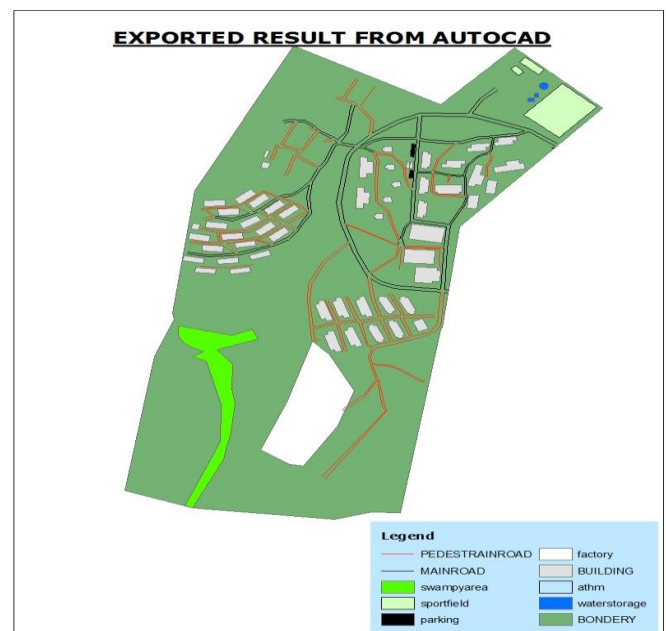 EXPORTED RESULT FROM AUTOCAD
Legend
PEDESTRAINROAD
MAINROAD
swampyarea
sportfield
parking
factory
BUILDING
athm
waterstorage
BONDERY